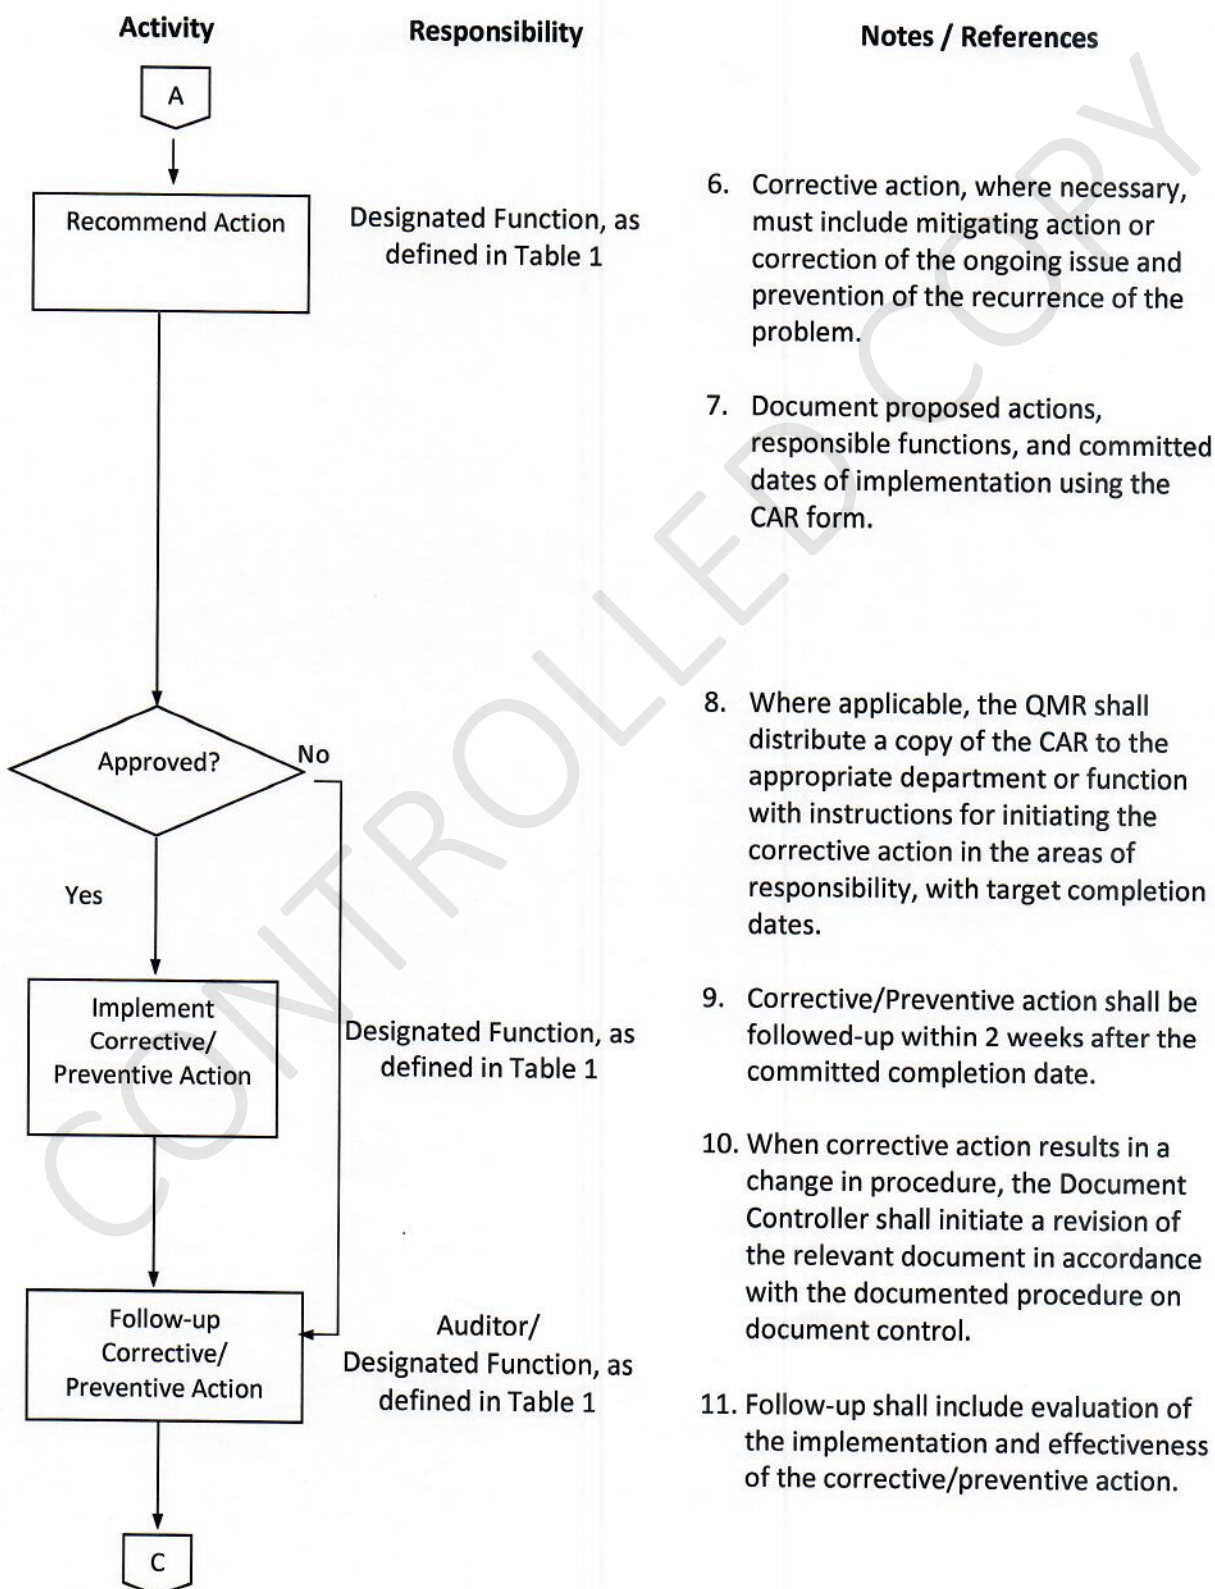 Activity
Responsibility
Notes / References
A
Recommend Action
Designated Function, as
defined in Table 1
6. Corrective action, where necessary,
must include mitigating action or
correction of the ongoing issue and
prevention of the recurrence of the
problem.
7. Document proposed actions,
responsible functions, and committed
dates of implementation using the
CAR form.
Approved?
No
Yes
8. Where applicable, the QMR shall
distribute a copy of the CAR to the
appropriate department or function
with instructions for initiating the
corrective action in the areas of
responsibility, with target completion
dates.
Implement
Corrective/
Preventive Action
Designated Function, as
defined in Table 1
9. Corrective/Preventive action shall be
followed-up within 2 weeks after the
committed completion date.
10. When corrective action results in a
change in procedure, the Document
Controller shall initiate a revision of
the relevant document in accordance
with the documented procedure on
document control.
Follow-up
Corrective/
Preventive Action
Auditor/
Designated Function, as
defined in Table 1
11. Follow-up shall include evaluation of
the implementation and effectiveness
of the corrective/preventive action.
C
CONTROLLED COPY